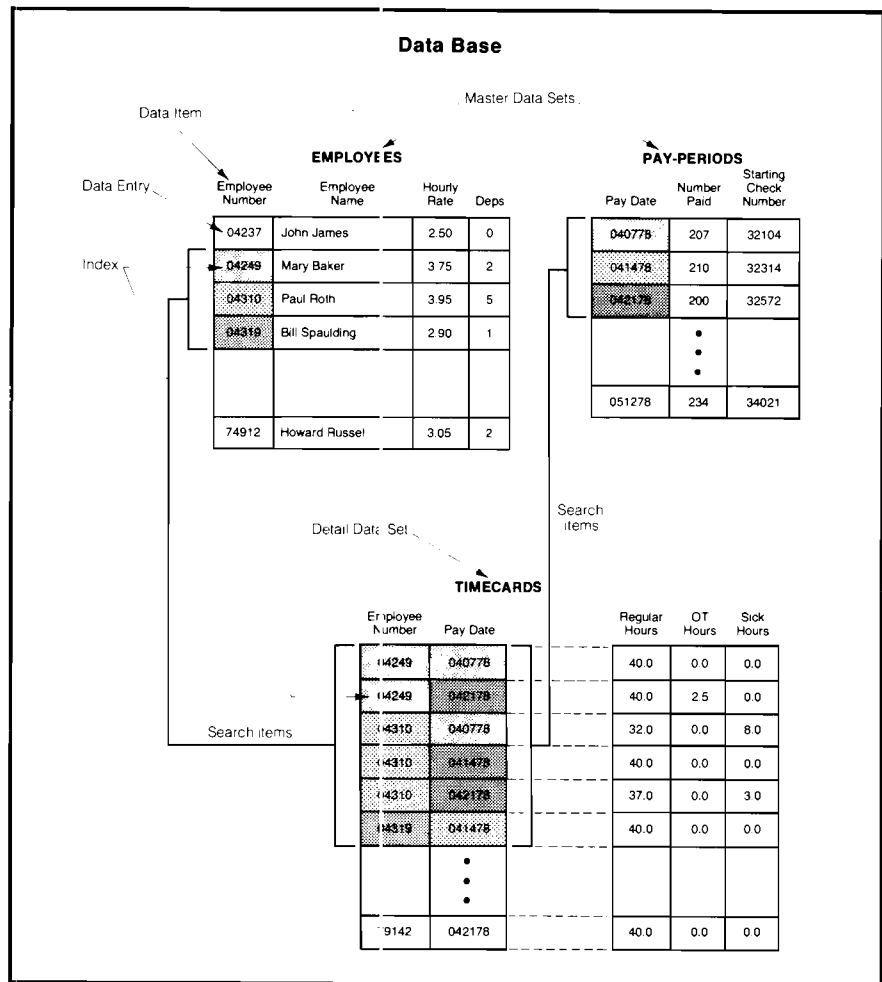 Data Base
Master Data Sets
Data Item
EMPLOYEES
PAY-PERIODS
Data Entry
Employee Number Employee Name Hourly Rate Deps
Pay Date Number Paid Starting Check Number
04237 John James 2.50 0
040778 207 32104
Index
04249 Mary Baker 3.75 2
041478 210 32314
04310 Paul Roth 3.95 5
042178 200 32572
04319 Bill Spaulding 2.90 1
051278 234 34021
74912 Howard Russel 3.05 2
Search items
Detail Data Set
TIMECARDS
Employee Number Pay Date Regular Hours OT Hours Sick Hours
04249 040778 40.0 0.0 0.0
04249 042178 40.0 2.5 0.0
Search items
04310 040778 32.0 0.0 8.0
04310 041478 40.0 0.0 0.0
04310 042178 37.0 0.0 3.0
04319 041478 40.0 0.0 0.0
9142 042178 40.0 0.0 0.0